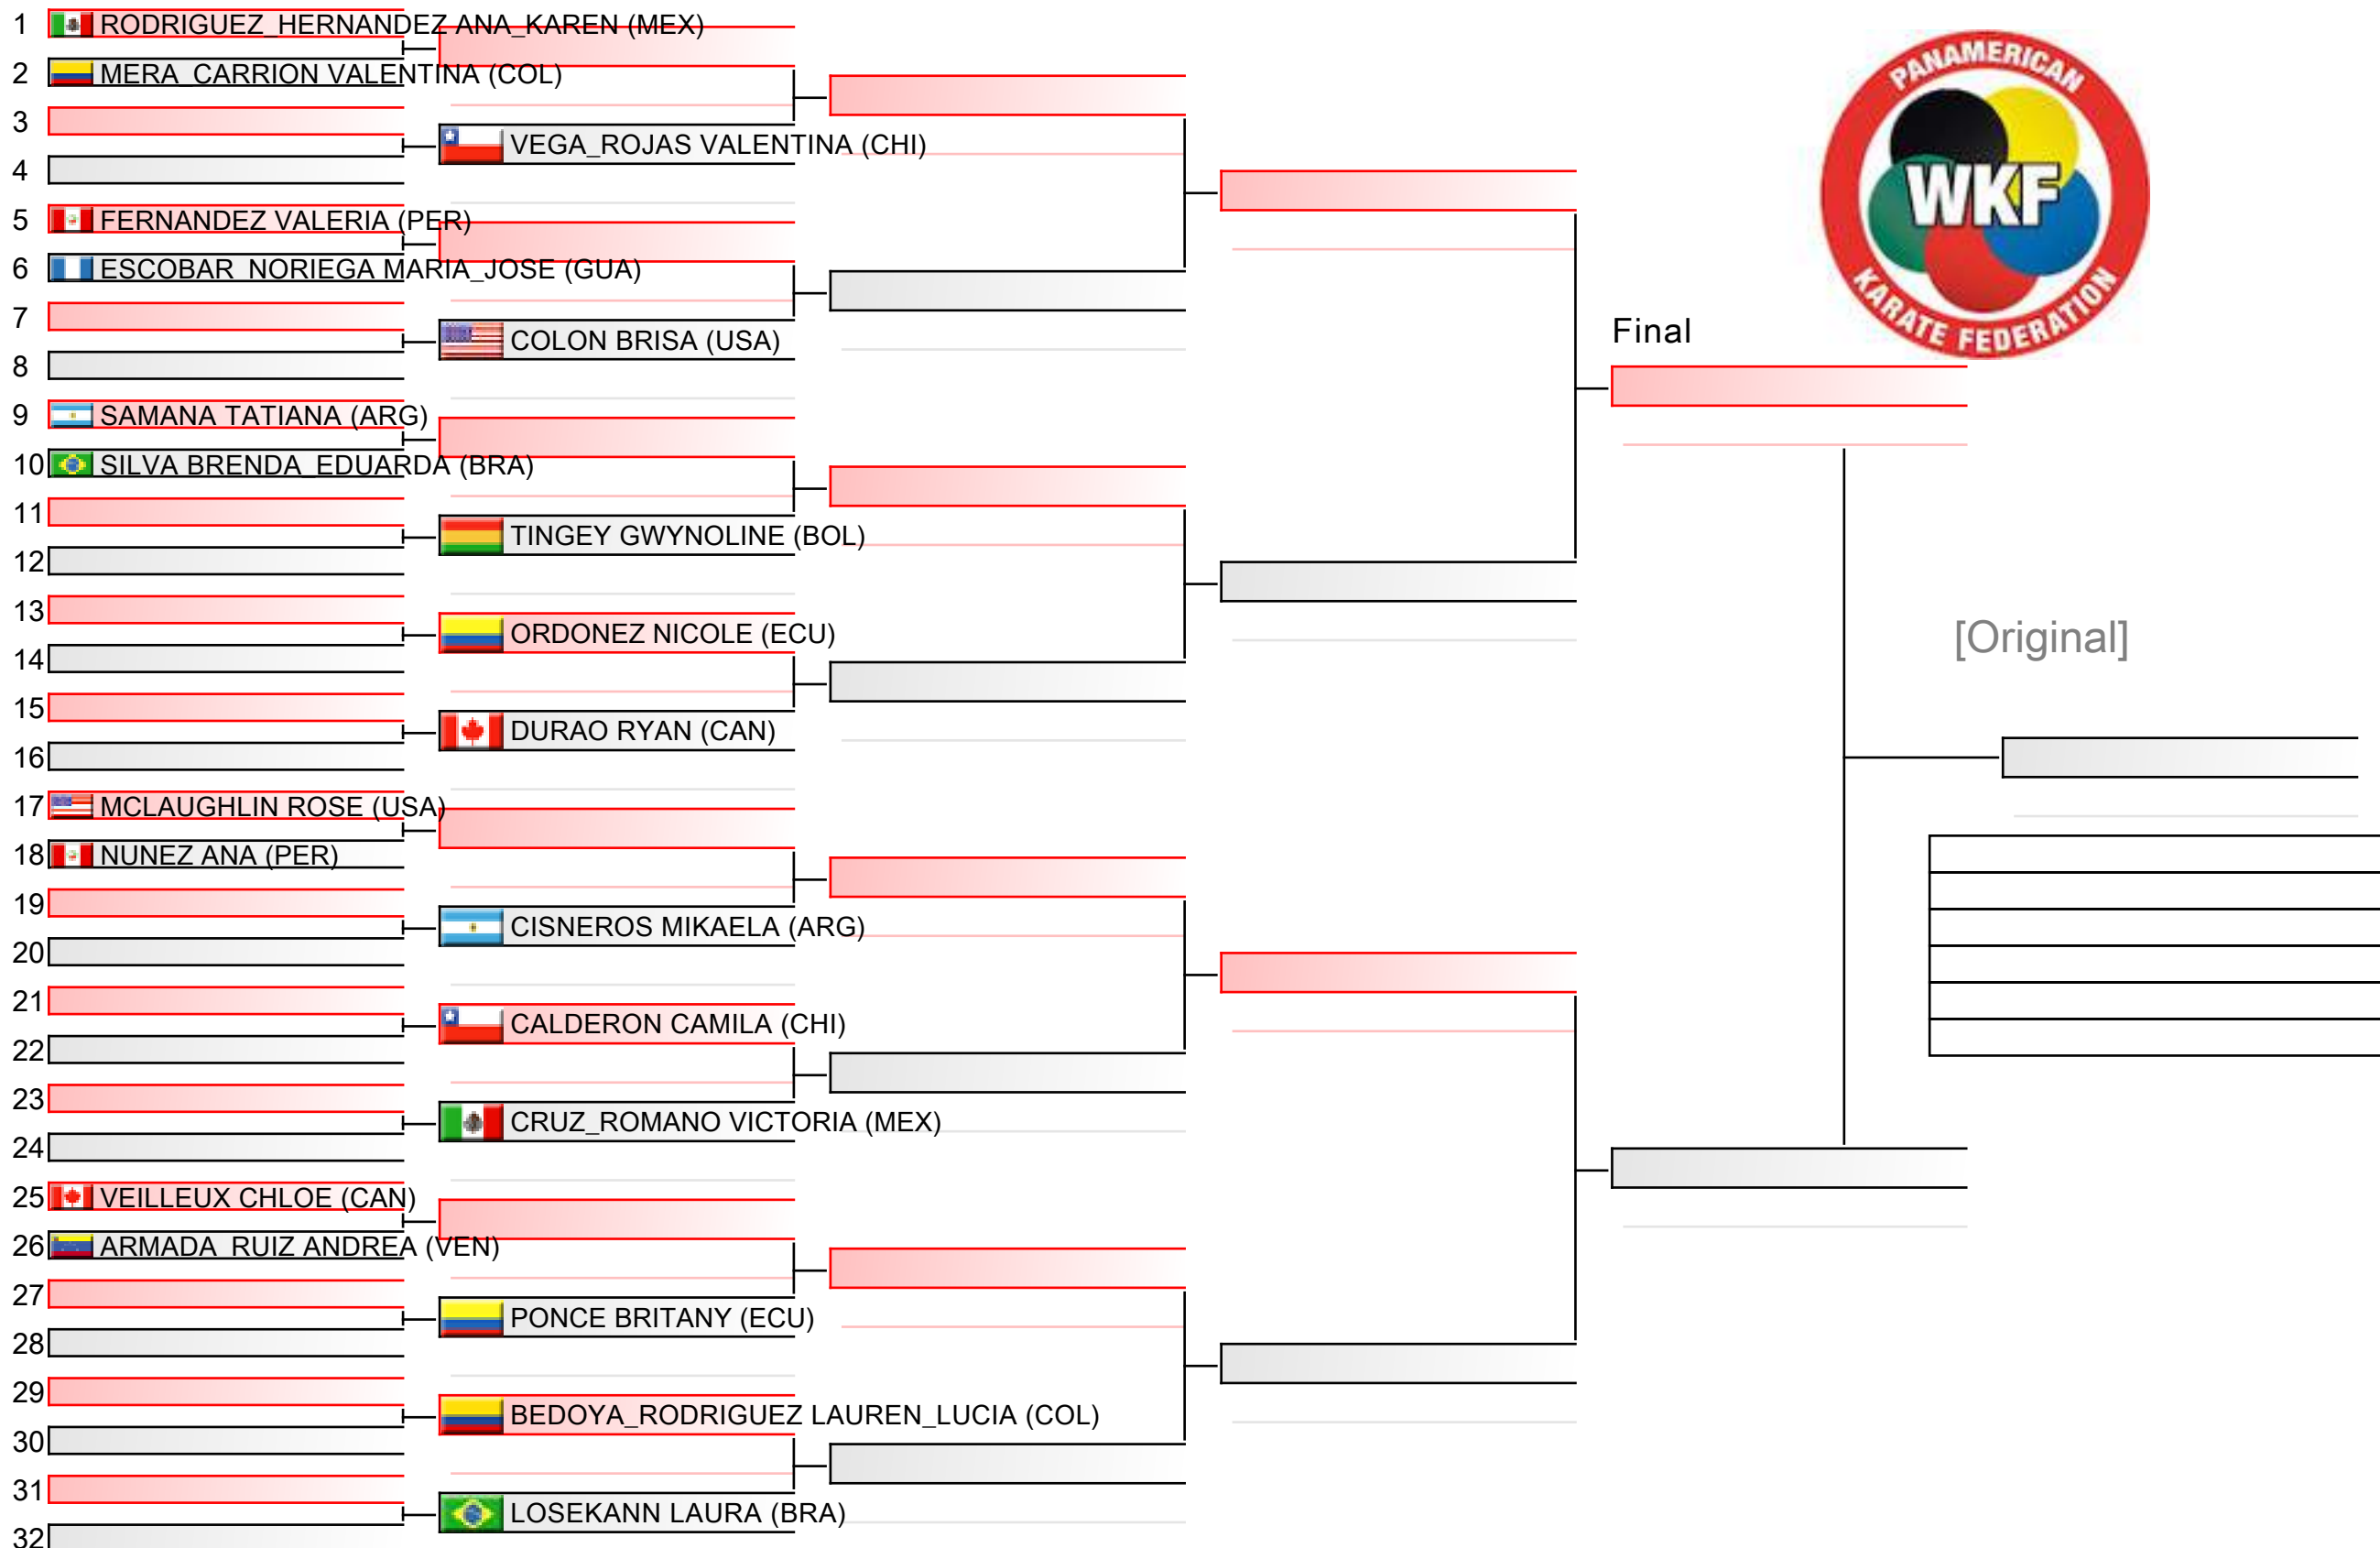 1 RODRIGUEZ_HERNANDEZ ANA_KAREN (MEX)
2 MERA_CARRION VALENTINA (COL)
3
VEGA_ROJAS VALENTINA (CHI)
4
5 FERNANDEZ VALERIA (PER)
6 ESCOBAR_NORIEGA MARIA_JOSE (GUA)
7
COLON BRISA (USA)
8
9 SAMANA TATIANA (ARG)
10 SILVA BRENDA_EDUARDA (BRA)
11
TINGEY GWYNOLINE (BOL)
12
13
ORDONEZ NICOLE (ECU)
14
15
DURAO RYAN (CAN)
16
17 MCLAUGHLIN ROSE (USA)
18 NUNEZ ANA (PER)
19
CISNEROS MIKAELA (ARG)
20
21
CALDERON CAMILA (CHI)
22
23
CRUZ_ROMANO VICTORIA (MEX)
24
25 VEILLEUX CHLOE (CAN)
26 ARMADA_RUIZ ANDREA (VEN)
27
PONCE BRITANY (ECU)
28
29
BEDOYA_RODRIGUEZ LAUREN_LUCIA (COL)
30
31
LOSEKANN LAURA (BRA)
32
PANAMERICAN
WKF
KARATE FEDERATION
Final
[Original]